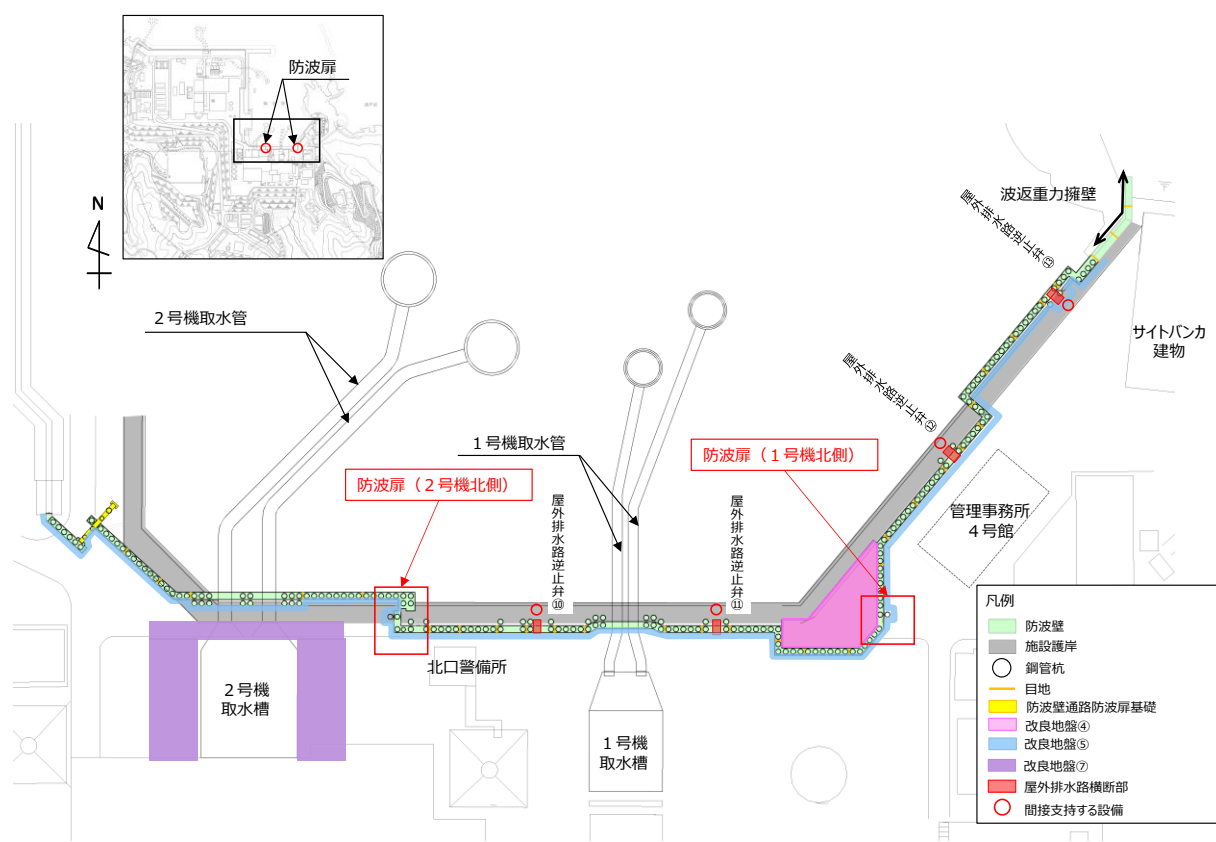 防波扉
N
波返重力擁壁
屋外排水路逆止弁⑬
2号機取水管
サイトバンカ
建物
屋外排水路逆止弁⑫
1号機取水管
防波扉（1号機北側）
防波扉（2号機北側）
屋外排水路逆止弁⑩
屋外排水路逆止弁⑪
管理事務所
4号館
北口警備所
2号機
取水槽
1号機
取水槽
凡例
防波壁
施設護岸
鋼管杭
目地
防波壁通路防波扉基礎
改良地盤④
改良地盤⑤
改良地盤⑦
屋外排水路横断部
間接支持する設備